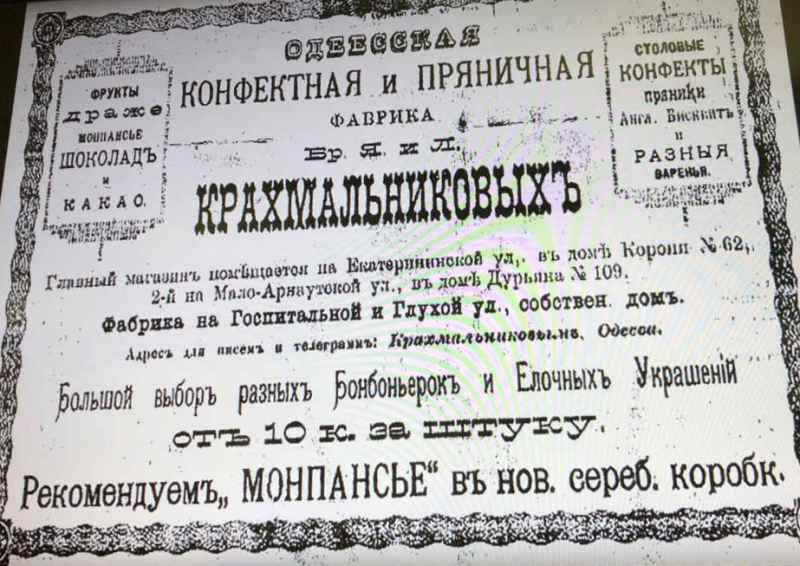 ОДЕССКАЯ
КОНФЕКТНАЯ и ПРЯНИЧНАЯ
ФАБРИКА
Бр. Я. и Л.
КРАХМАЛЬНИКОВЫХЪ
ФРУКТЫ
драже
МОНПАНСЬЕ
ШОКОЛАДЪ
и
КАКАО.
СТОЛОВЫЕ
КОНФЕКТЫ
пряники
Англ. Бисквитъ
и
РАЗНЫЯ
ВАРЕНЬЯ.
Главный магазинъ помѣщается на Екатерининской ул., въ домѣ Корони № 62,
2-й на Мало-Арнаутской ул., въ домѣ Дурьяна № 109.
Фабрика на Госпитальной и Глухой ул., собствен. домъ.
Адресъ для писемъ и телеграммъ: Крахмальниковымъ, Одесса.
Большой выборъ разныхъ Бонбоньерокъ и Елочныхъ Украшеній
отъ 10 к. за штуку.
Рекомендуемъ „МОНПАНСЬЕ“ въ нов. сереб. коробк.